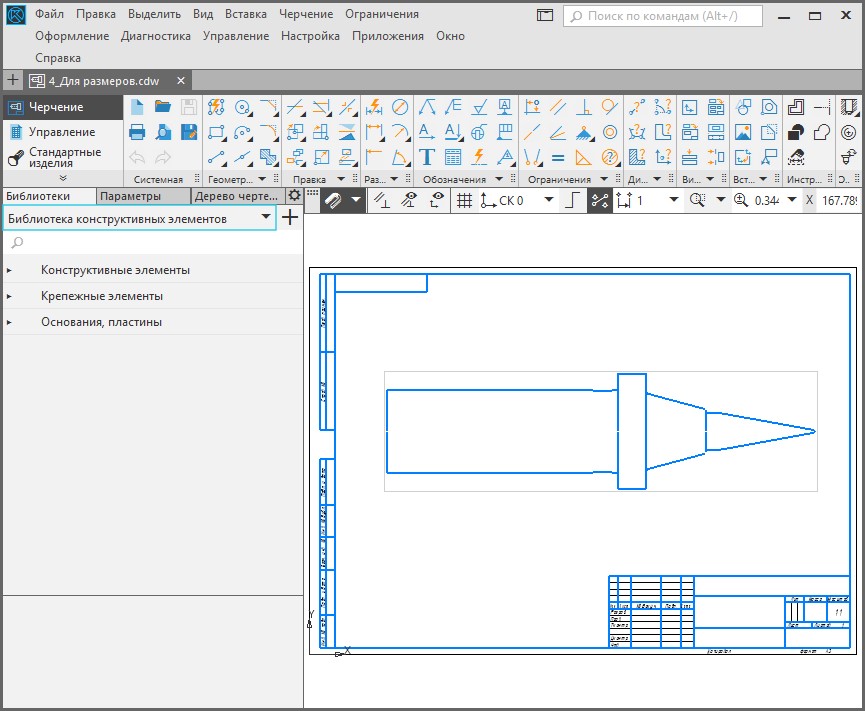 Файл Правка Выделить Вид Вставка Черчение Ограничения
Поиск по командам (Alt+/)
Оформление Диагностика Управление Настройка Приложения Окно
Справка
4_Для размеров.cdw
Черчение
Управление
Стандартные
изделия
Системная Геометр... Правка Раз... Обозначения Ограничения Ди... Ви... Вст... Инстр... Э..
Библиотеки Параметры Дерево черте...
СК 0 1 0.344 X 167.789
Библиотека конструктивных элементов
Конструктивные элементы
Крепежные элементы
Основания, пластины
Y
X